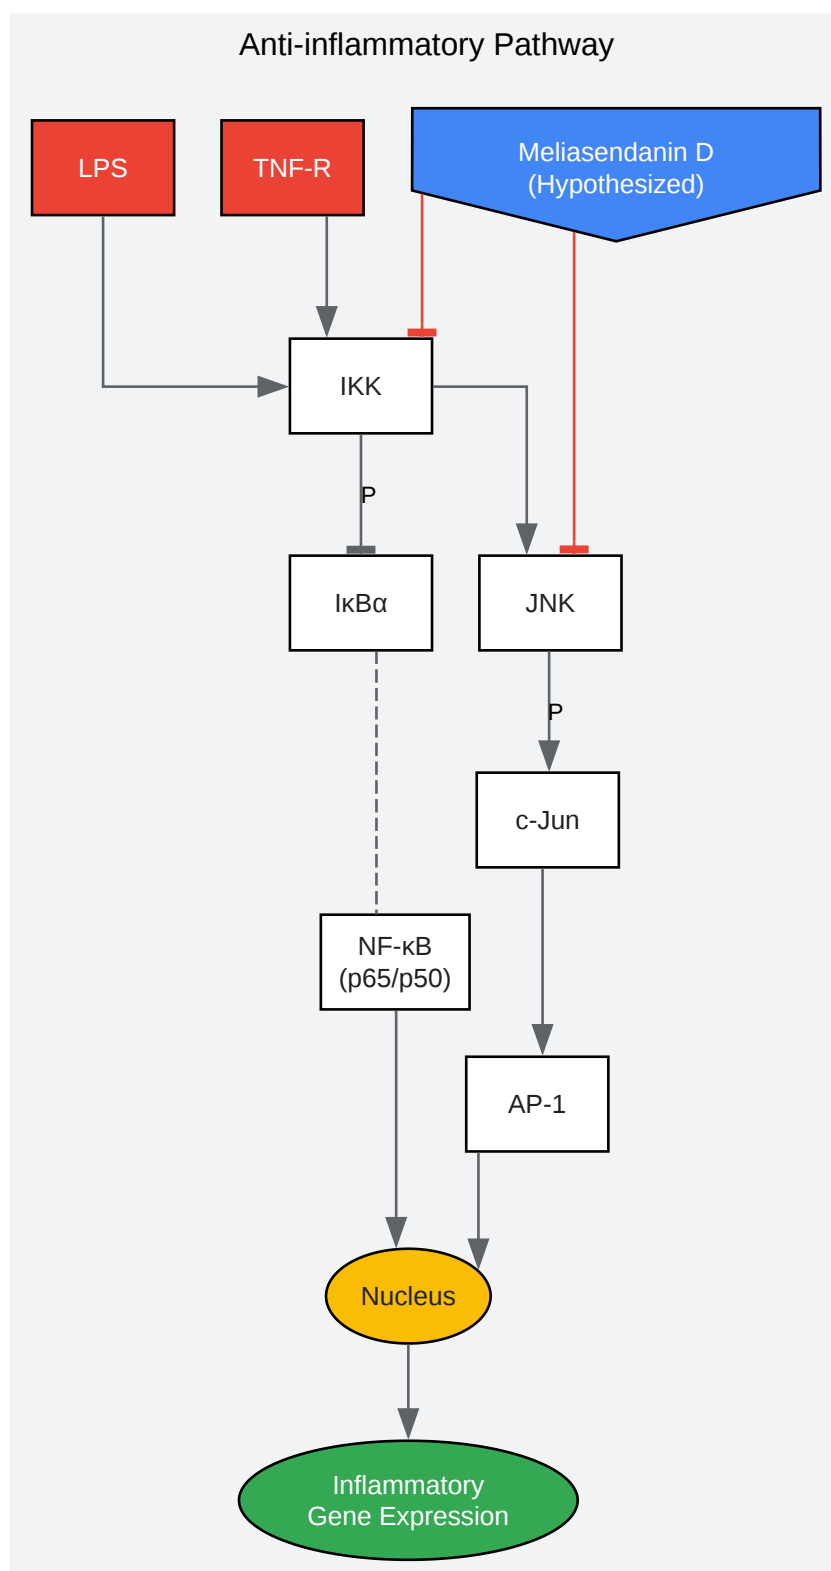 Anti-inflammatory Pathway
LPS
TNF-R
Meliasendanin D
(Hypothesized)
IKK
P
IκBα
JNK
P
c-Jun
NF-κB
(p65/p50)
AP-1
Nucleus
Inflammatory
Gene Expression